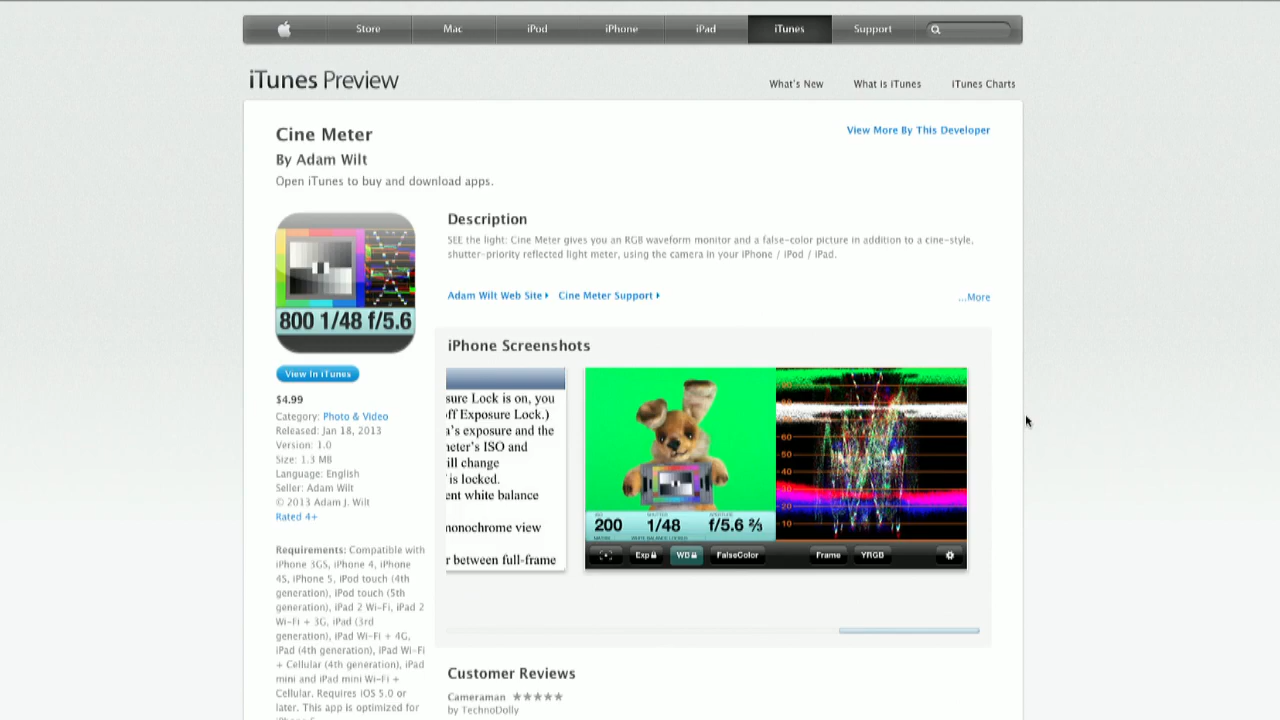 Store Mac iPod iPhone iPad iTunes Support
iTunes Preview
What's New What is iTunes iTunes Charts
Cine Meter
View More By This Developer
By Adam Wilt
Open iTunes to buy and download apps.
800 1/48 f/5.6
View In iTunes
$4.99
Category: Photo & Video
Released: Jan 18, 2013
Version: 1.0
Size: 1.3 MB
Language: English
Seller: Adam Wilt
© 2013 Adam J. Wilt
Rated 4+
Requirements: Compatible with
iPhone 3GS, iPhone 4, iPhone
4S, iPhone 5, iPod touch (4th
generation), iPod touch (5th
generation), iPad 2 Wi-Fi, iPad 2
Wi-Fi + 3G, iPad (3rd
generation), iPad Wi-Fi + 4G,
iPad (4th generation), iPad Wi-Fi
+ Cellular (4th generation), iPad
mini and iPad mini Wi-Fi +
Cellular. Requires iOS 5.0 or
later. This app is optimized for
Description
SEE the light: Cine Meter gives you an RGB waveform monitor and a false-color picture in addition to a cine-style,
shutter-priority reflected light meter, using the camera in your iPhone / iPod / iPad.
Adam Wilt Web Site Cine Meter Support ...More
iPhone Screenshots
sure Lock is on, you
off Exposure Lock.)
a's exposure and the
meter's ISO and
ill change
is locked.
ent white balance
monochrome view
r between full-frame
60
50
40
30
20
10
200 1/48 f/5.6 ⅔
Exp WB FalseColor Frame YRGB
Customer Reviews
Cameraman ★★★★★
by TechnoDolly